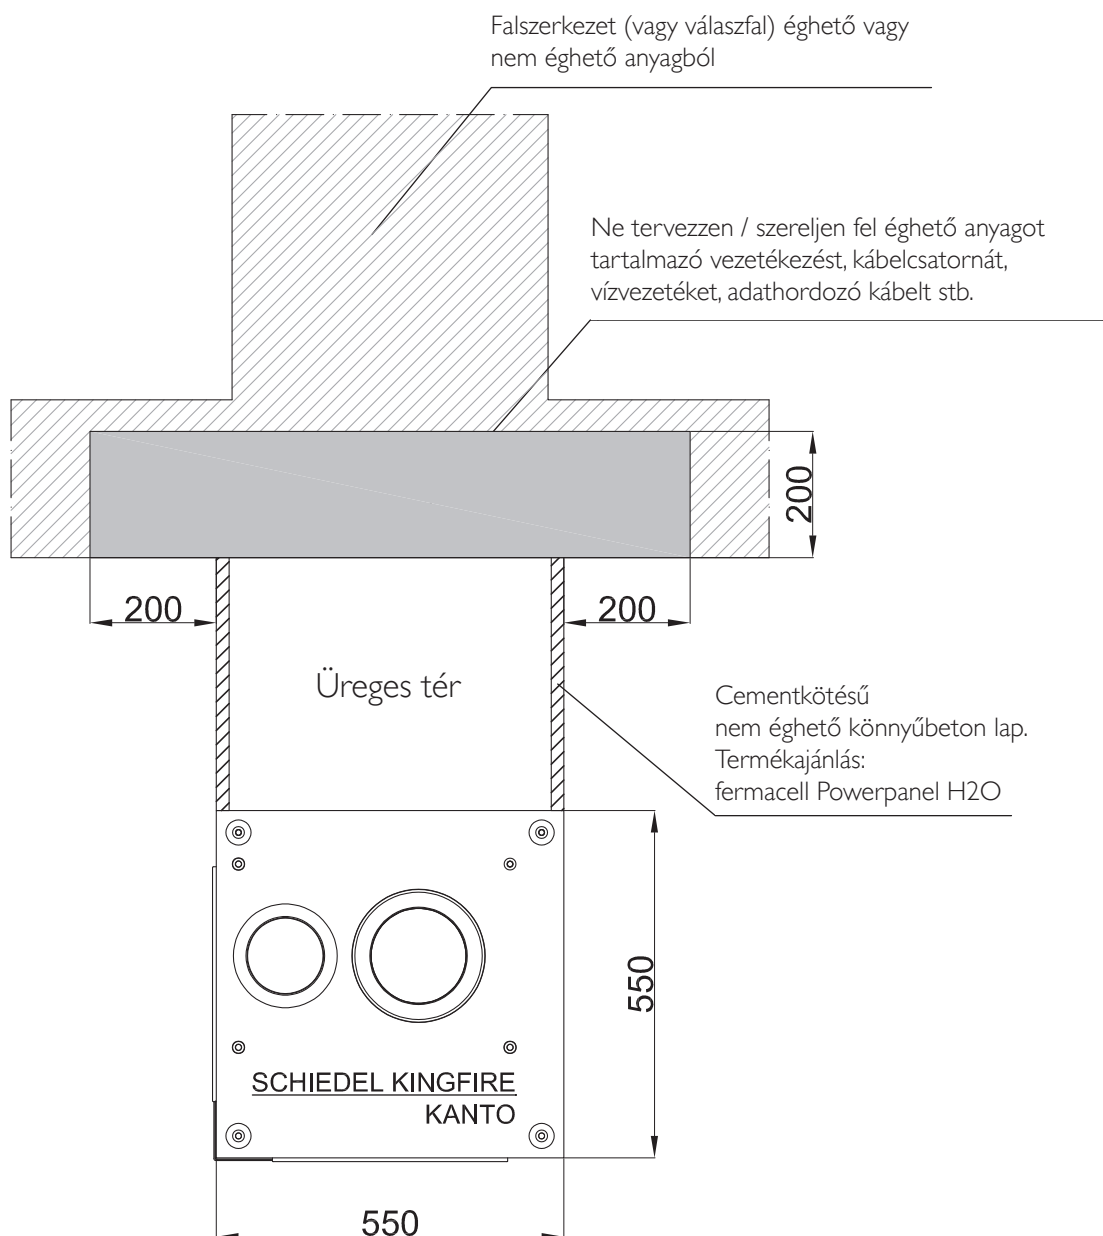 Falszerkezet (vagy válaszfal) éghető vagy
nem éghető anyagból
Ne tervezzen / szereljen fel éghető anyagot
tartalmazó vezetékezést, kábelcsatornát,
vízvezetéket, adathordozó kábelt stb.
200
200
200
Üreges tér
Cementkötésű
nem éghető könnyűbeton lap.
Termékajánlás:
fermacell Powerpanel H2O
550
SCHIEDEL KINGFIRE
KANTO
550